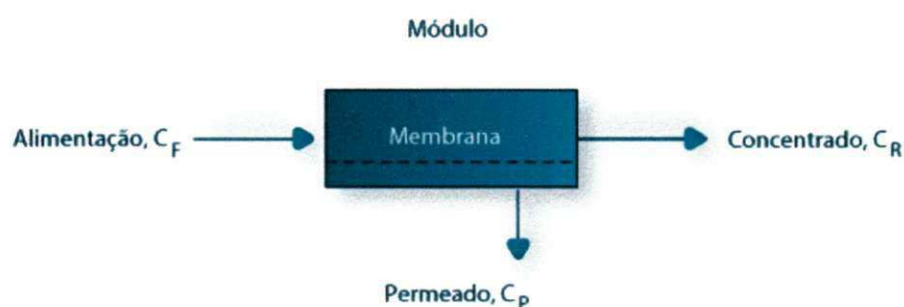 Módulo
Alimentação, C_F
Membrana
Concentrado, C_R
Permeado, C_P